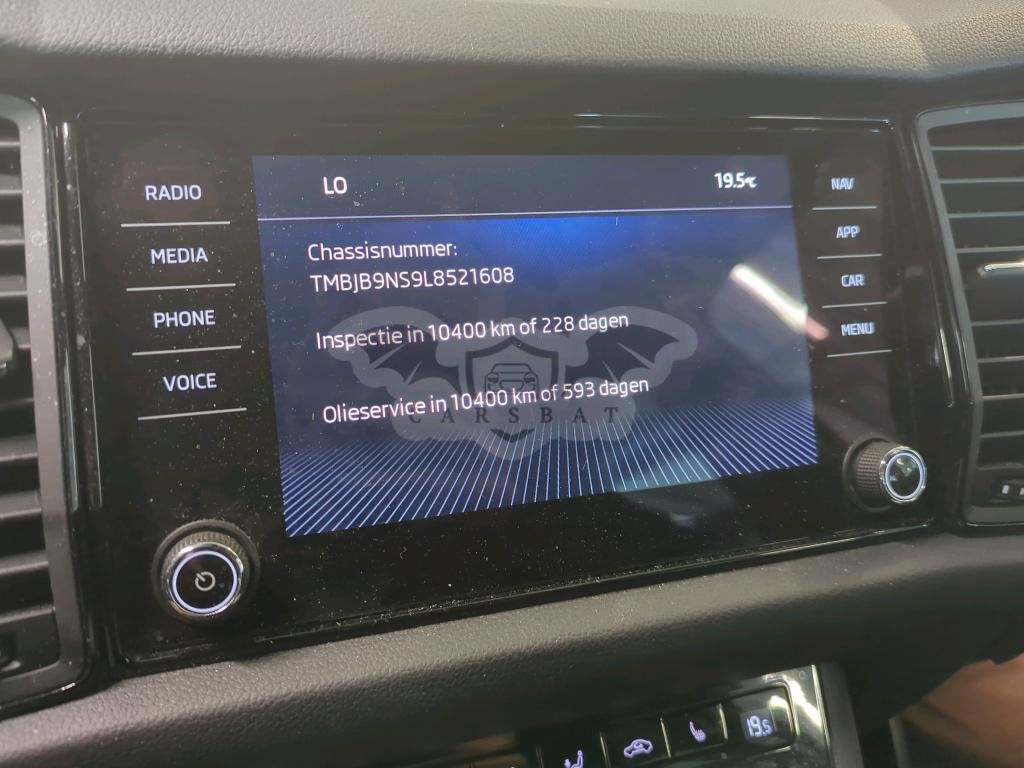 RADIO
MEDIA
PHONE
VOICE
LO
19.5°C
Chassisnummer:
TMBJB9NS9L8521608
Inspectie in 10400 km of 228 dagen
Olieservice in 10400 km of 593 dagen
CARSBAT
NAV
APP
CAR
MENU
19.5